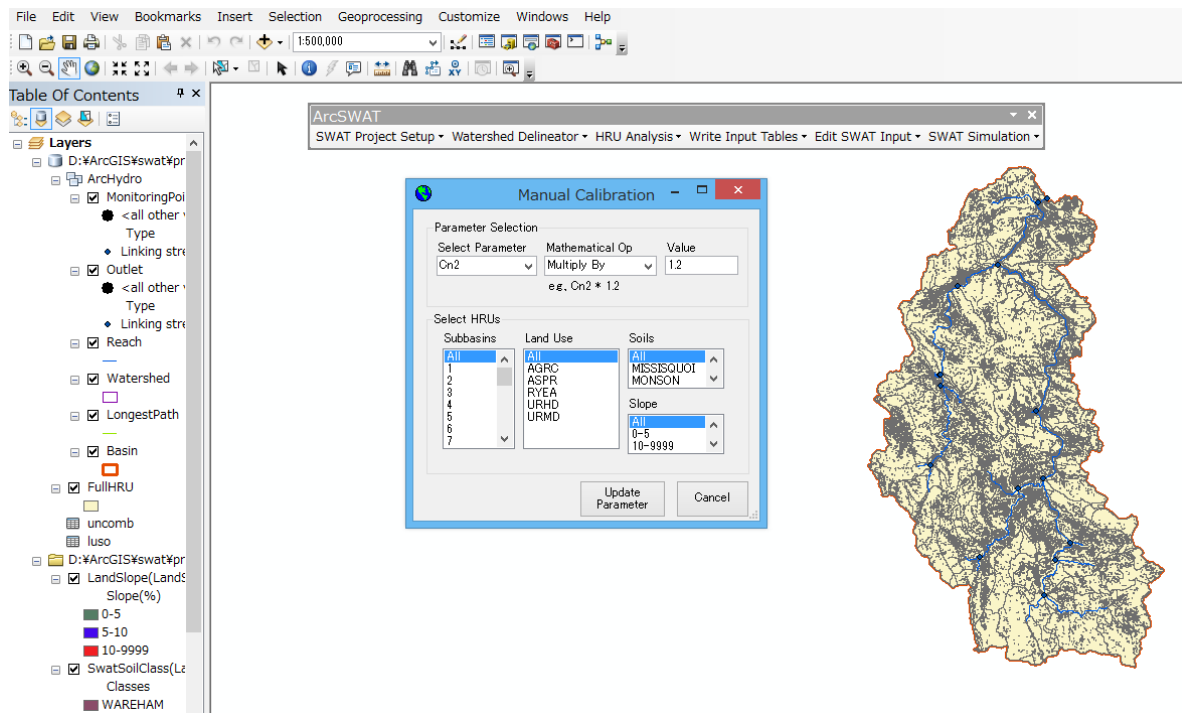 File Edit View Bookmarks Insert Selection Geoprocessing Customize Windows Help
1:500,000
Table Of Contents
Layers
D:¥ArcGIS¥swat¥pr
ArcHydro
MonitoringPoi
<all other
Type
Linking stre
Outlet
<all other
Type
Linking stre
Reach
Watershed
LongestPath
Basin
FullHRU
uncomb
luso
D:¥ArcGIS¥swat¥pr
LandSlope(LandS
Slope(%)
0-5
5-10
10-9999
SwatSoilClass(La
Classes
WAREHAM
ArcSWAT
SWAT Project Setup Watershed Delineator HRU Analysis Write Input Tables Edit SWAT Input SWAT Simulation
Manual Calibration
Parameter Selection
Select Parameter Mathematical Op Value
Cn2 Multiply By 1.2
e.g., Cn2 * 1.2
Select HRUs
Subbasins
All
1
2
3
4
5
6
7
Land Use
All
AGRC
ASPR
RYEA
URHD
URMD
Soils
All
MISSISQUOI
MONSON
Slope
All
0-5
10-9999
Update
Parameter
Cancel